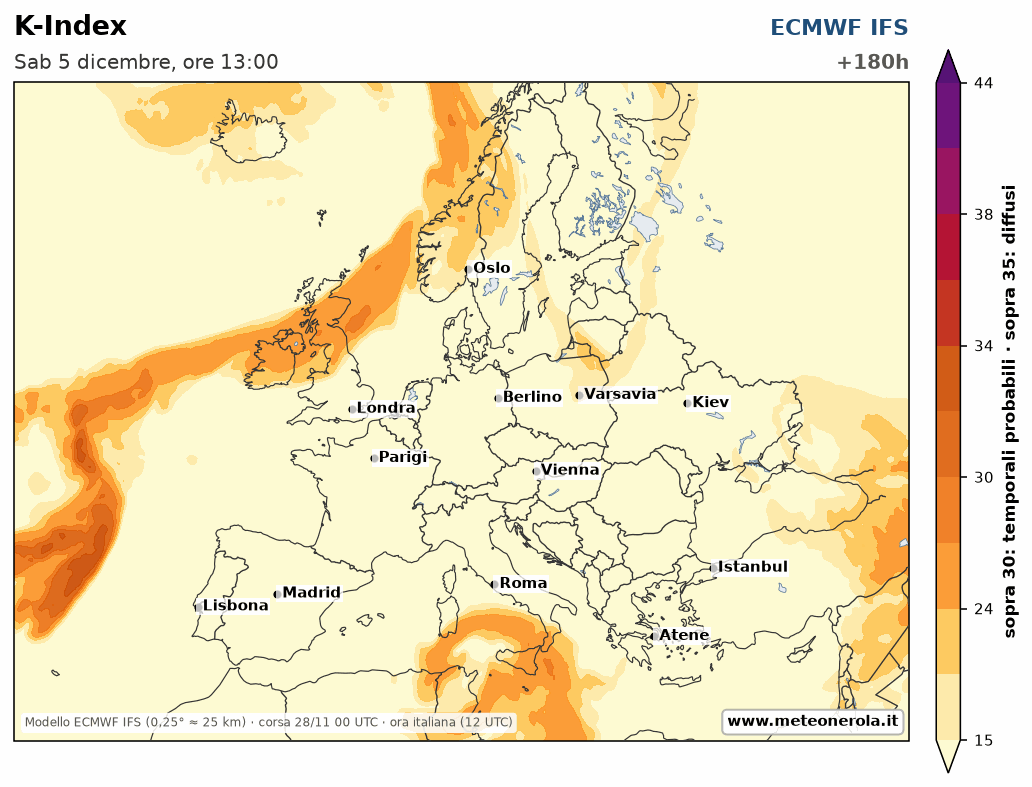 K-Index
ECMWF IFS
Sab 5 dicembre, ore 13:00
+180h
44
38
34
30
24
15
sopra 30: temporali probabili · sopra 35: diffusi
Oslo
Berlino
Varsavia
Kiev
Londra
Parigi
Vienna
Istanbul
Roma
Madrid
Lisbona
Atene
Modello ECMWF IFS (0,25° ≈ 25 km) · corsa 28/11 00 UTC · ora italiana (12 UTC)
www.meteonerola.it